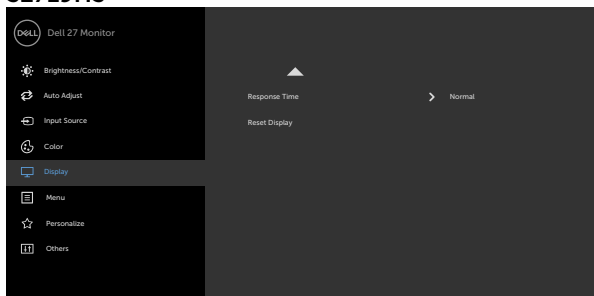 DELL Dell 27 Monitor
Brightness/Contrast
Auto Adjust
Response Time Normal
Input Source
Reset Display
Color
Display
Menu
Personalize
Others